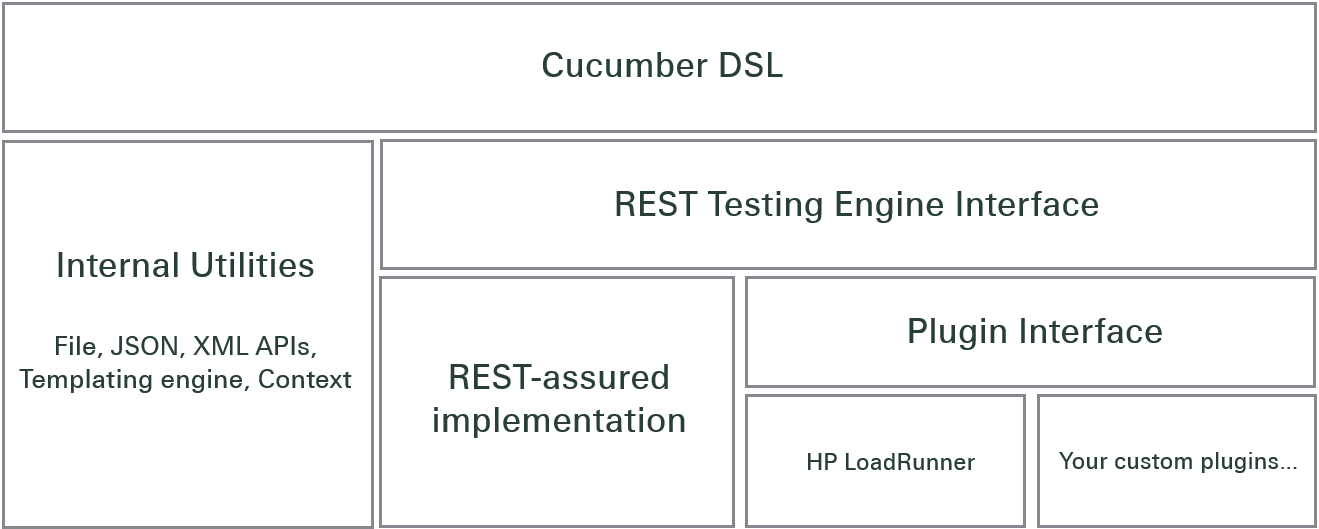 Cucumber DSL
REST Testing Engine Interface
Internal Utilities
File, JSON, XML APIs,
Templating engine, Context
REST-assured
implementation
Plugin Interface
HP LoadRunner
Your custom plugins...